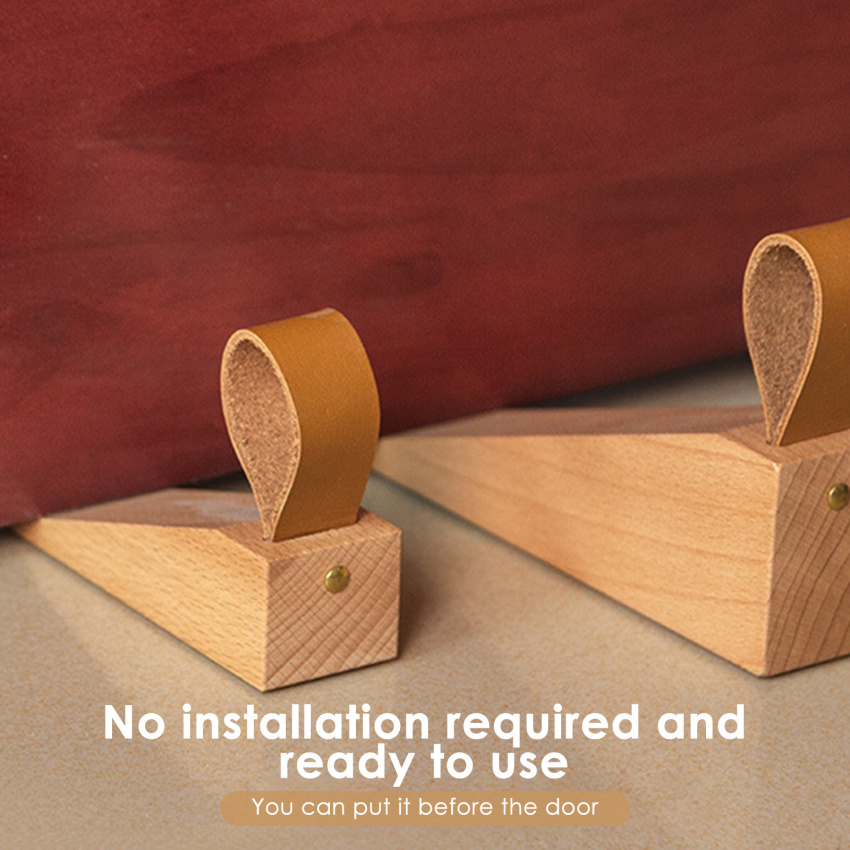 No installation required and
ready to use
You can put it before the door